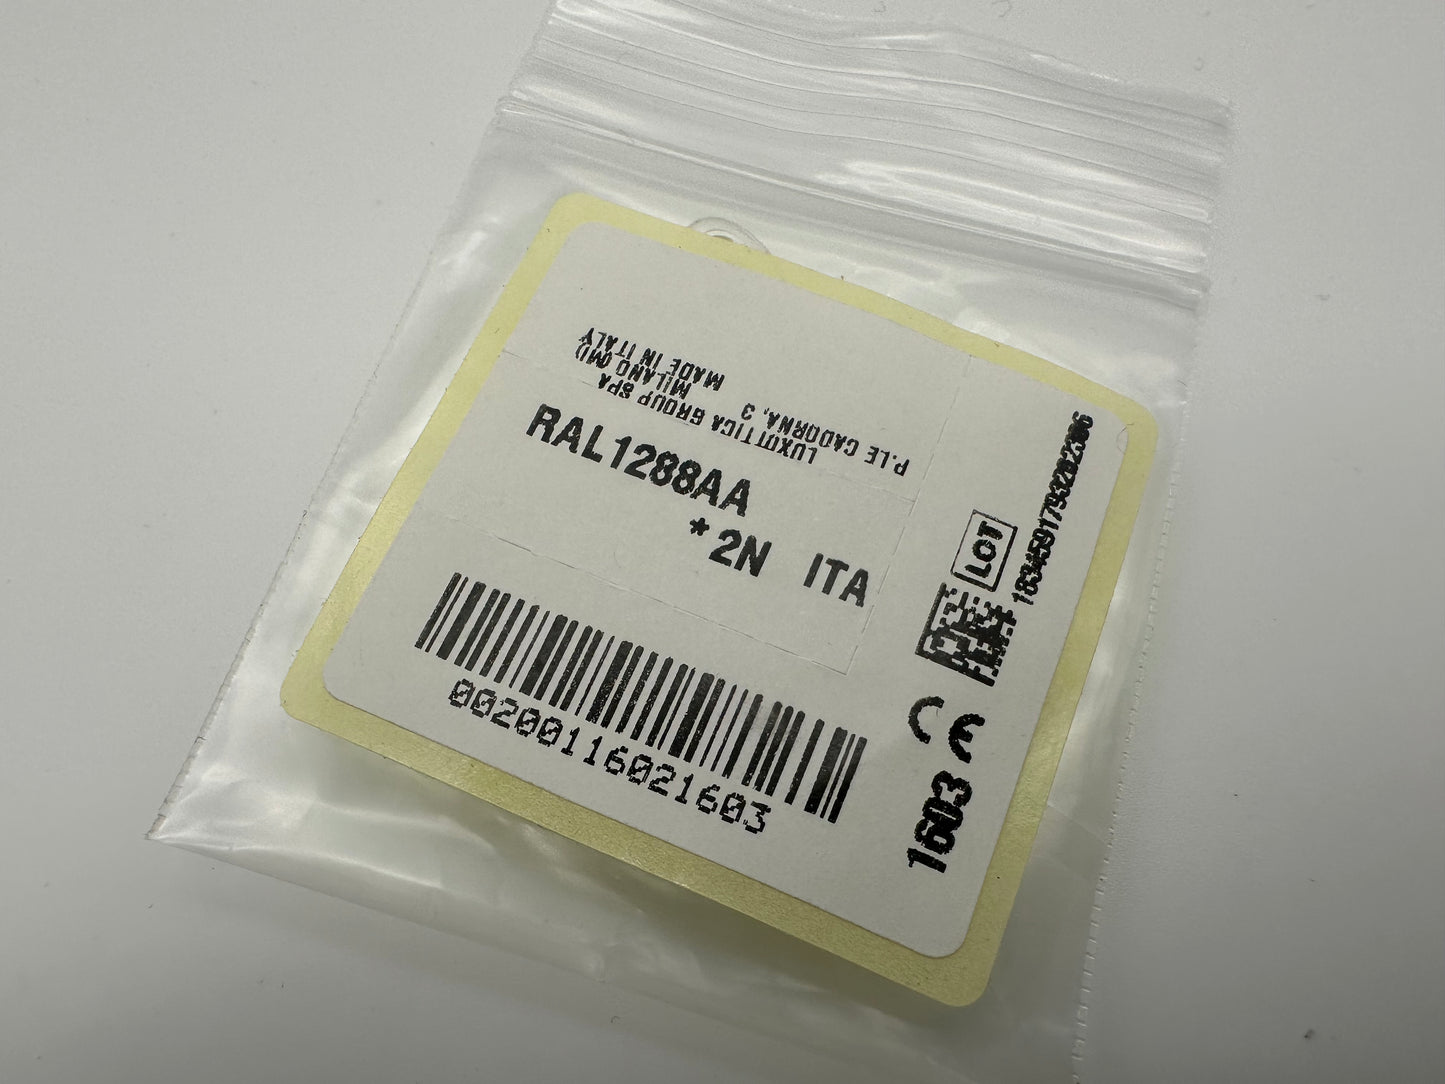 LUXOTTICA GROUP SPA
P.LE CADORNA, 3 MILANO (MI)
MADE IN ITALY
RAL1288AA
*2N ITA
00200116021603
LOT
CE
1603